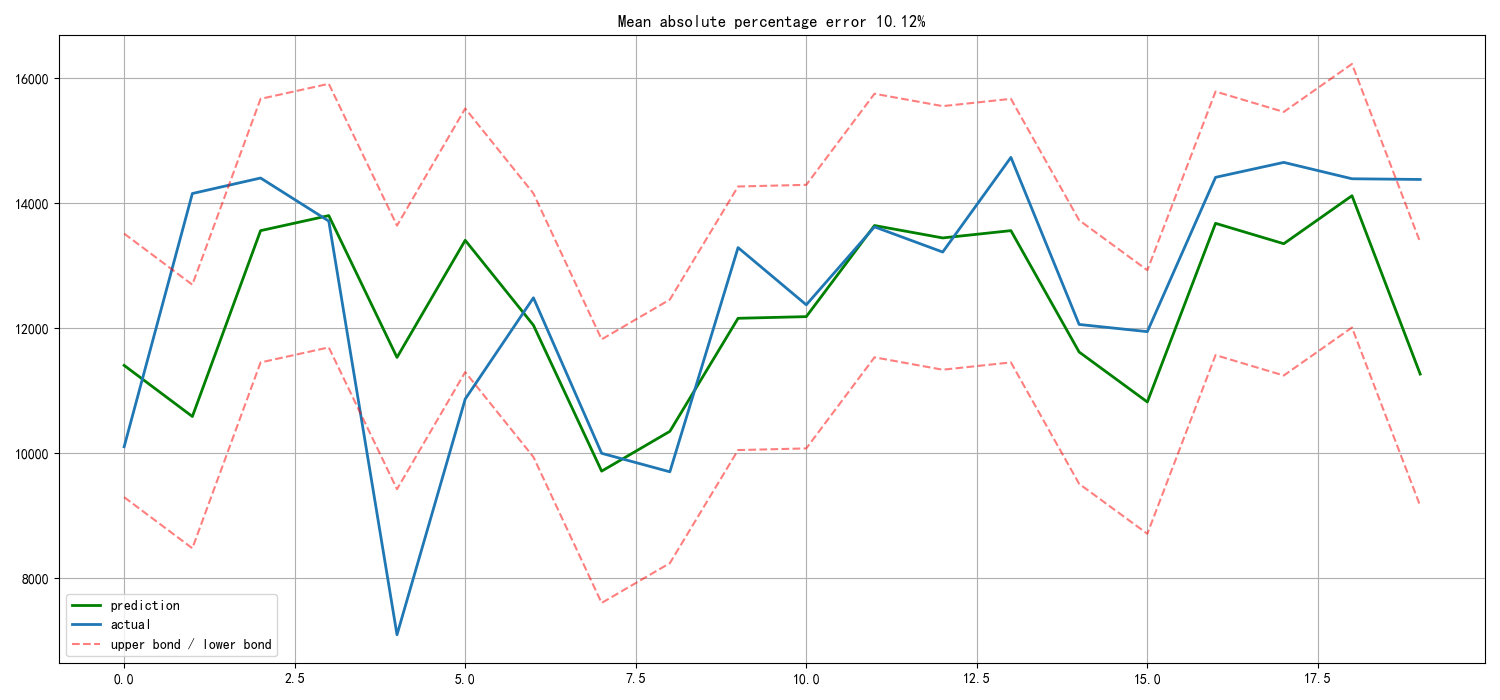 Mean absolute percentage error 10.12%
16000
14000
12000
10000
8000
prediction
actual
upper bond / lower bond
0.0 2.5 5.0 7.5 10.0 12.5 15.0 17.5